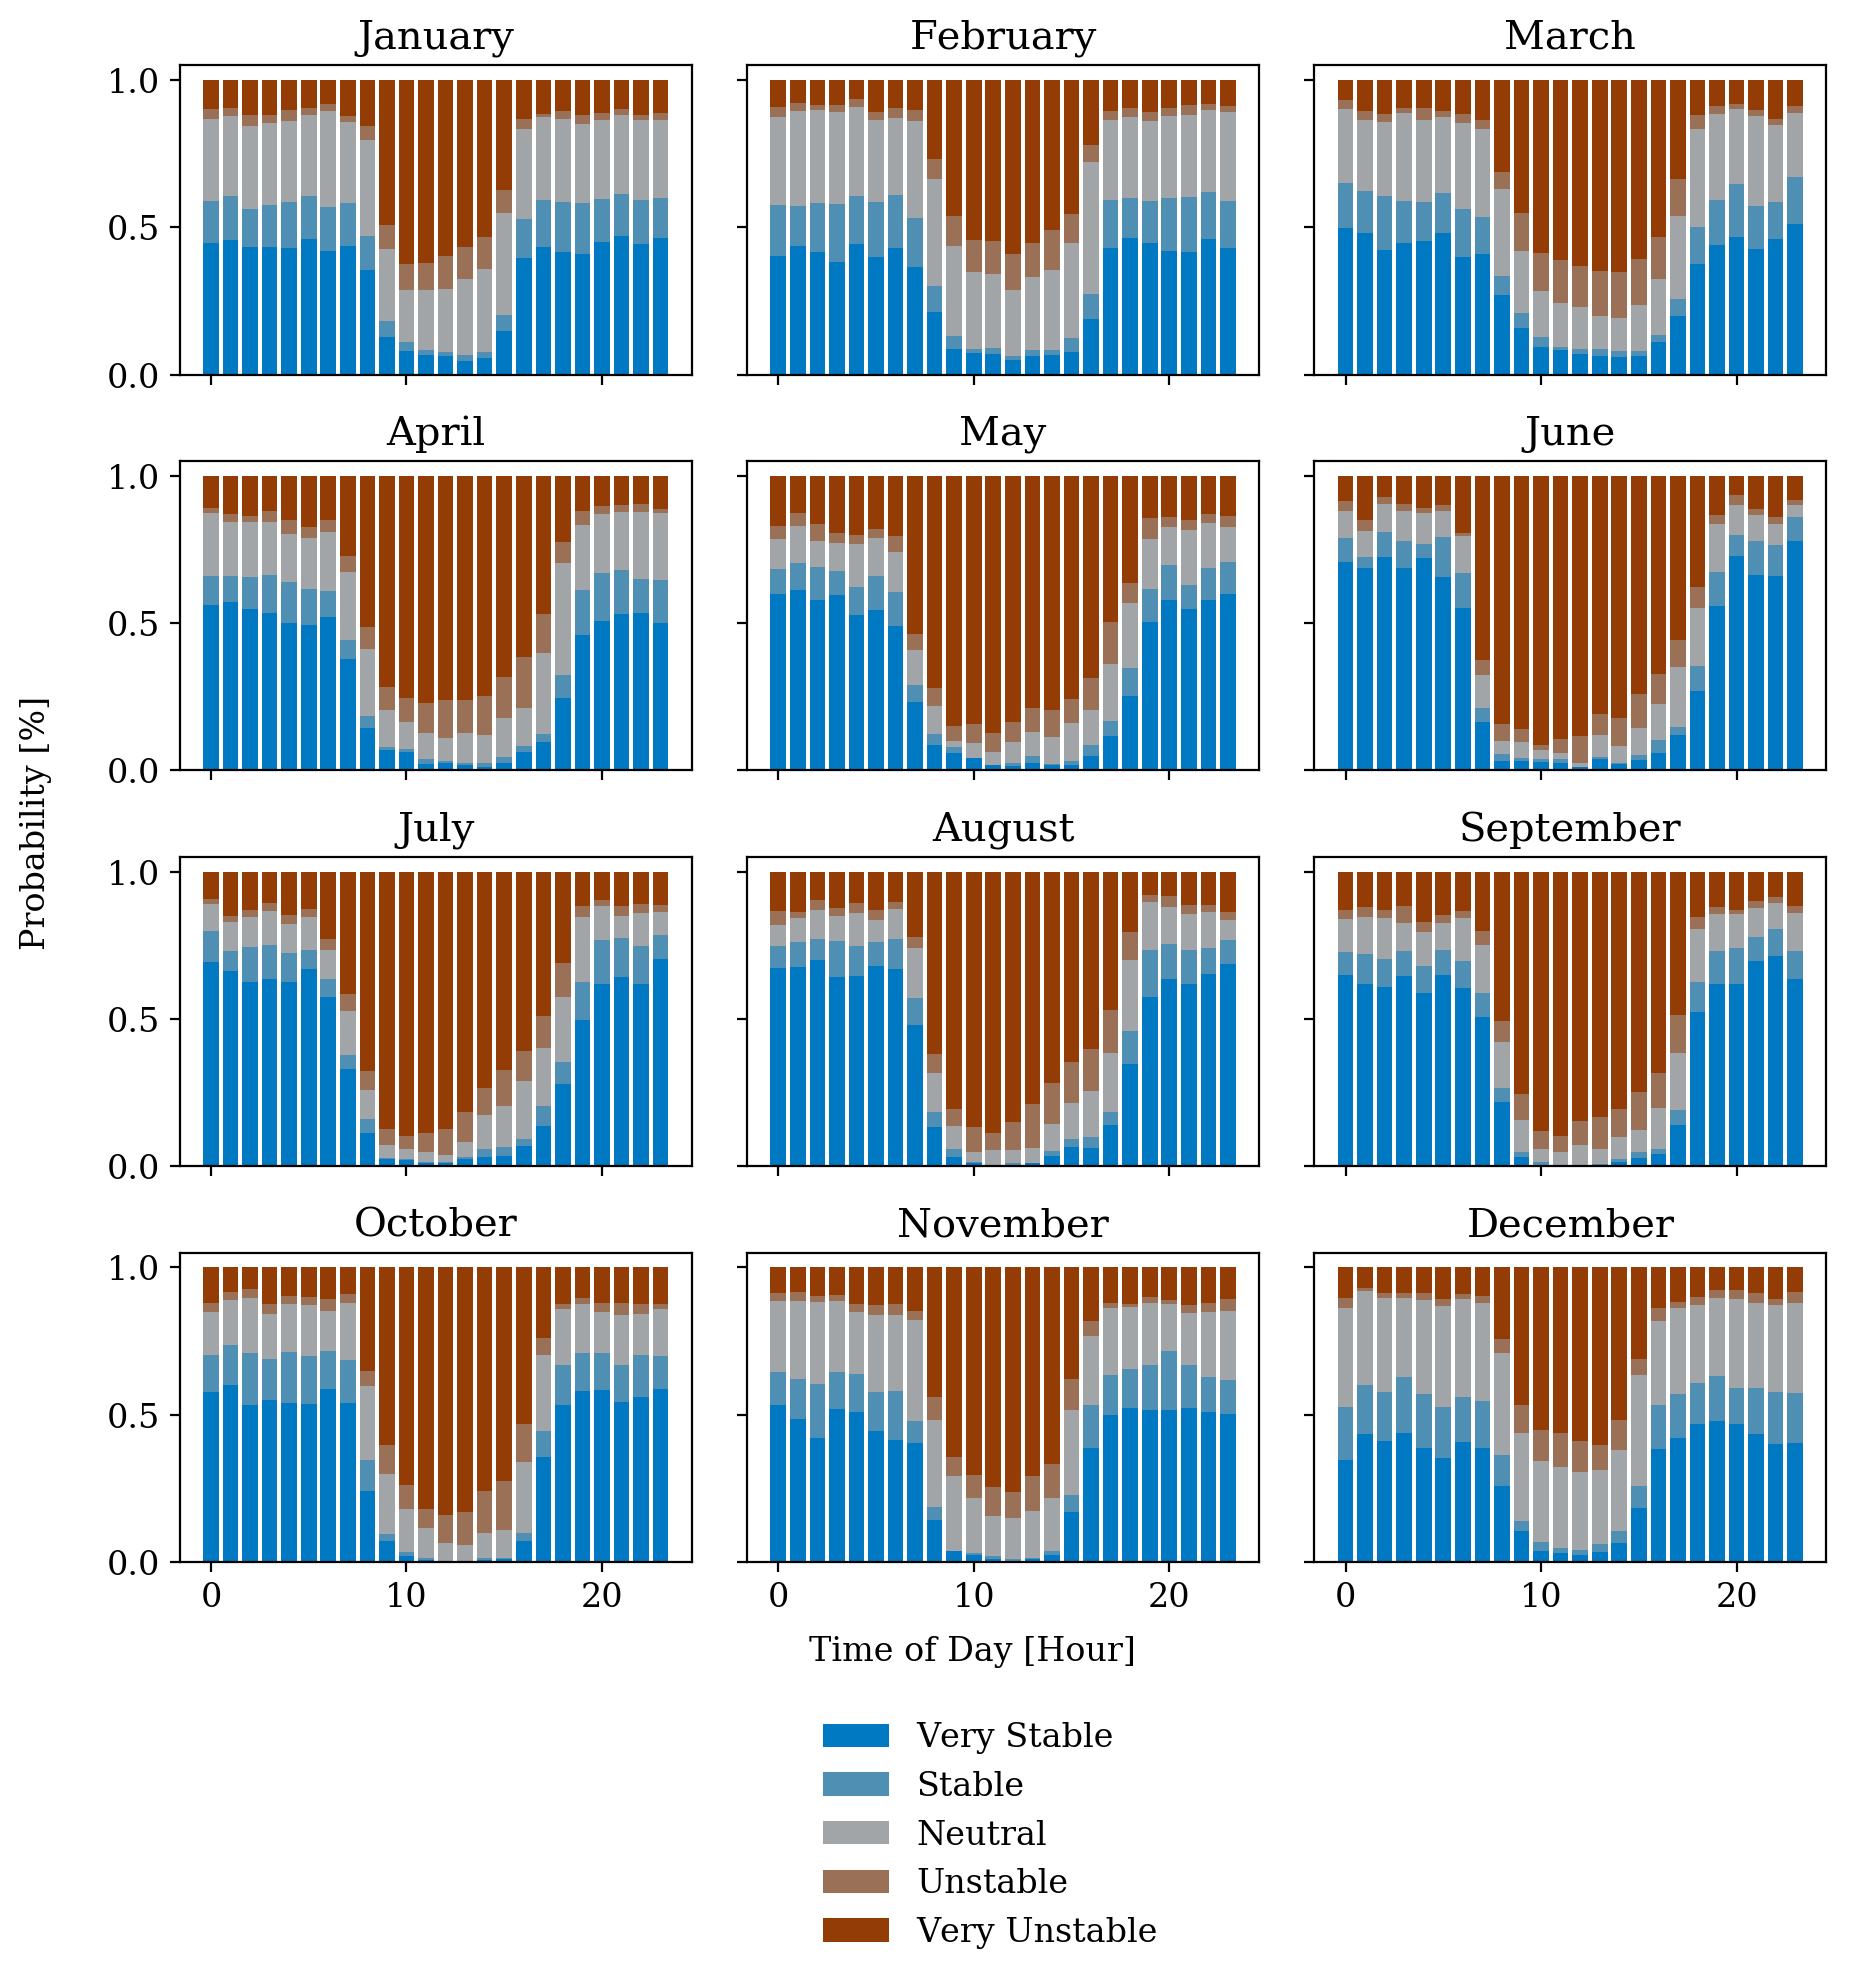 January February March
1.0
0.5
0.0
April May June
1.0
0.5
0.0
Probability [%]
July August September
1.0
0.5
0.0
October November December
1.0
0.5
0.0
0 10 20 0 10 20 0 10 20
Time of Day [Hour]
Very Stable
Stable
Neutral
Unstable
Very Unstable